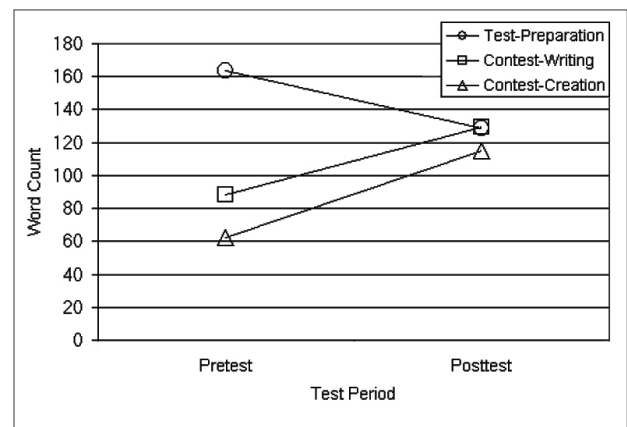 180
160
140
120
100
80
60
40
20
0
Word Count
Test-Preparation
Contest-Writing
Contest-Creation
Pretest Posttest
Test Period